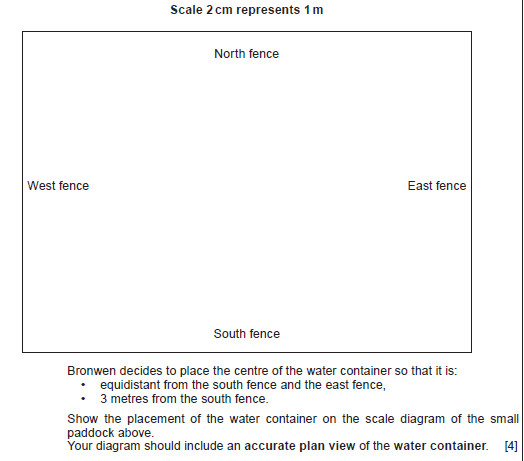 Scale 2 cm represents 1 m
North fence
West fence
East fence
South fence
Bronwen decides to place the centre of the water container so that it is:
• equidistant from the south fence and the east fence,
• 3 metres from the south fence.
Show the placement of the water container on the scale diagram of the small
paddock above.
Your diagram should include an accurate plan view of the water container. [4]